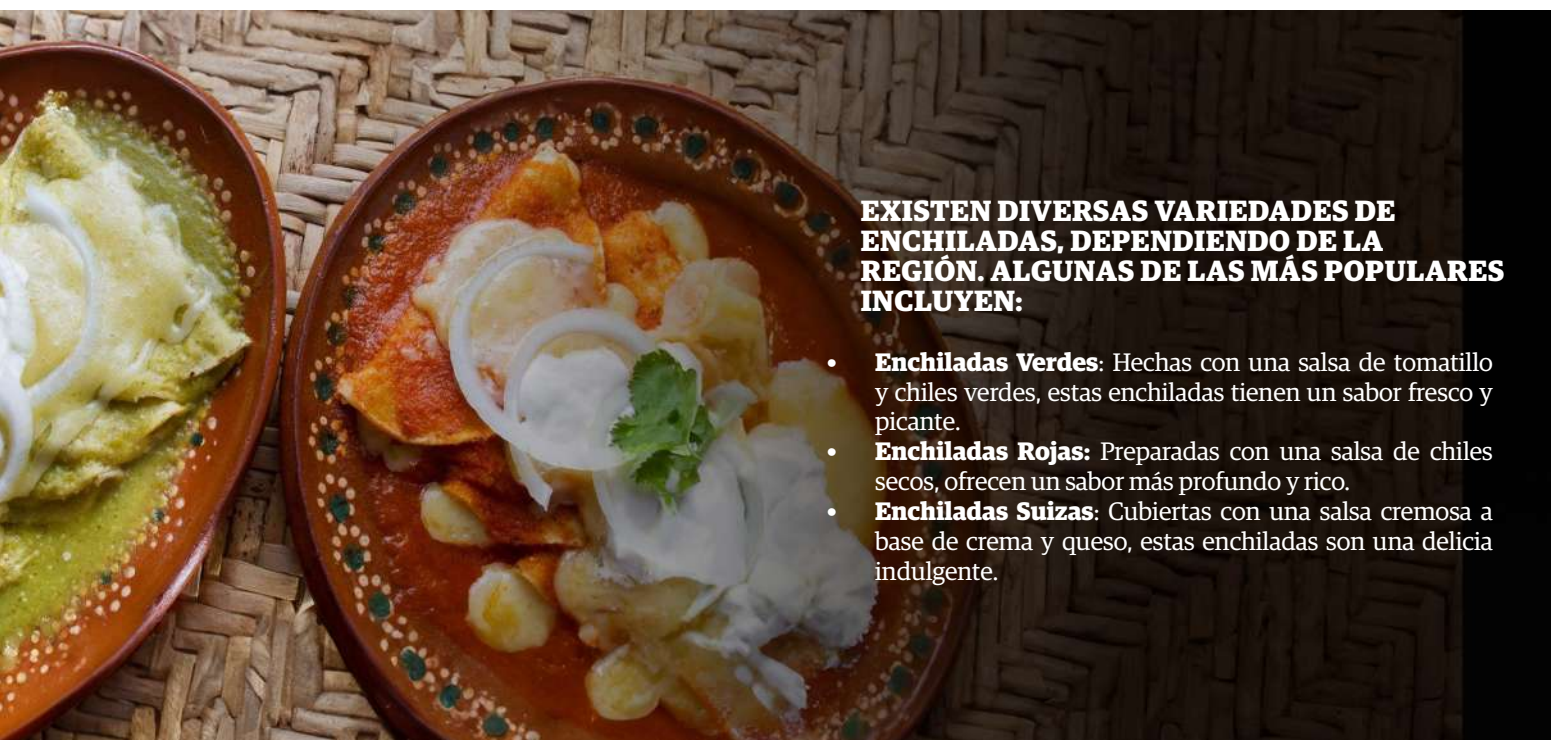 EXISTEN DIVERSAS VARIEDADES DE
ENCHILADAS, DEPENDIENDO DE LA
REGIÓN. ALGUNAS DE LAS MÁS POPULARES
INCLUYEN:
• Enchiladas Verdes: Hechas con una salsa de tomatillo
y chiles verdes, estas enchiladas tienen un sabor fresco y
picante.
• Enchiladas Rojas: Preparadas con una salsa de chiles
secos, ofrecen un sabor más profundo y rico.
• Enchiladas Suizas: Cubiertas con una salsa cremosa a
base de crema y queso, estas enchiladas son una delicia
indulgente.